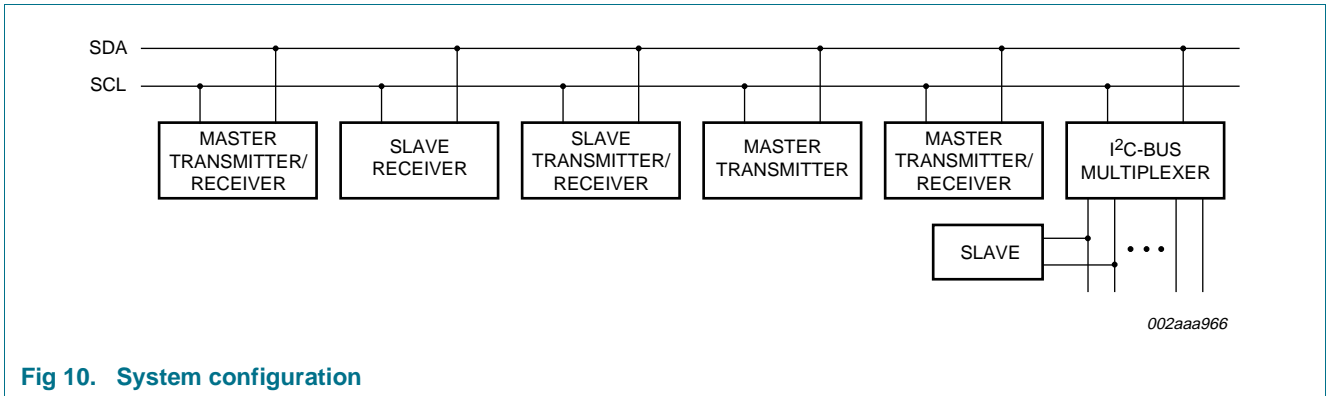 SDA
SCL
MASTER
TRANSMITTER/
RECEIVER
SLAVE
RECEIVER
SLAVE
TRANSMITTER/
RECEIVER
MASTER
TRANSMITTER
MASTER
TRANSMITTER/
RECEIVER
I²C-BUS
MULTIPLEXER
SLAVE
002aaa966
Fig 10. System configuration